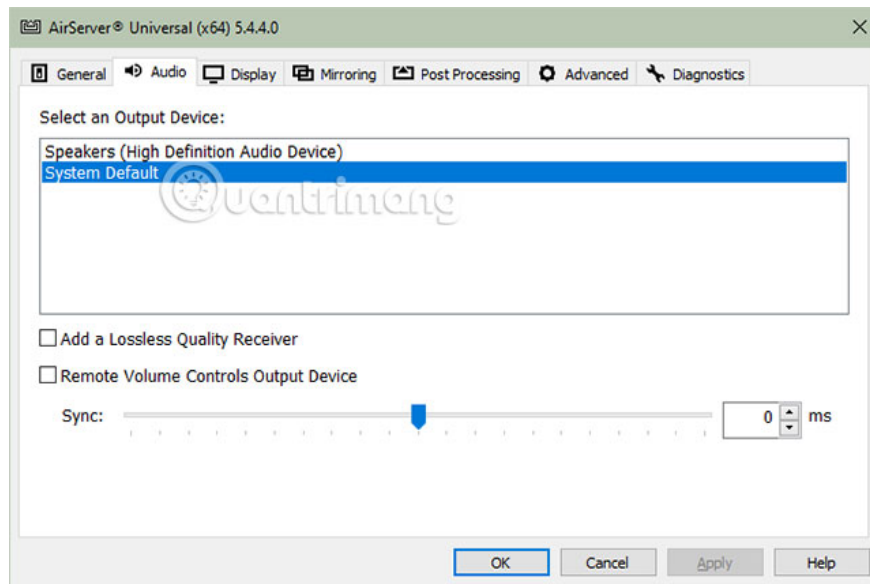 AirServer® Universal (x64) 5.4.4.0
General Audio Display Mirroring Post Processing Advanced Diagnostics
Select an Output Device:
Speakers (High Definition Audio Device)
System Default
Quantrimang
Add a Lossless Quality Receiver
Remote Volume Controls Output Device
Sync: 0 ms
OK Cancel Apply Help